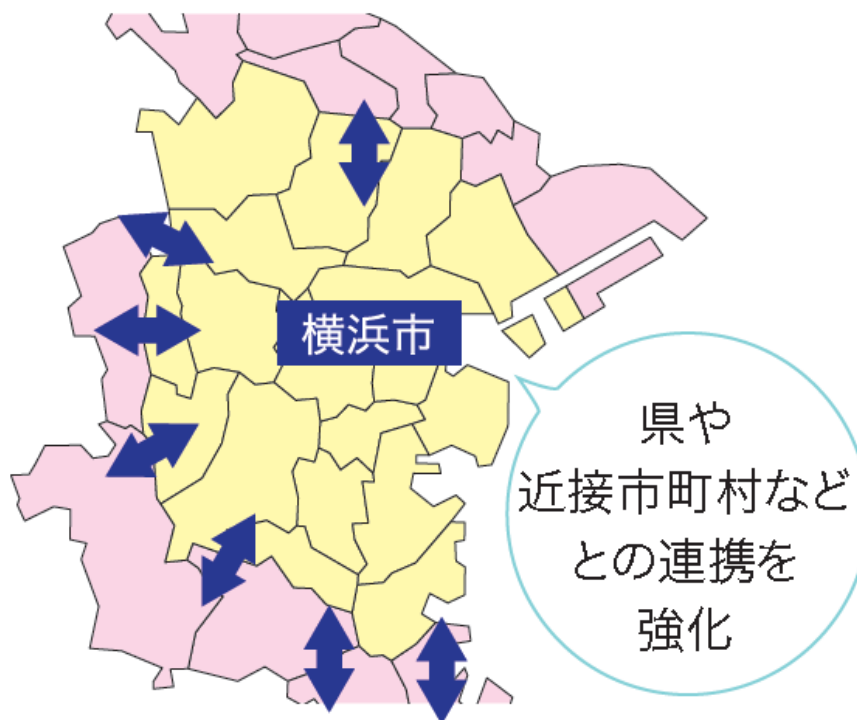 横浜市
県や
近接市町村など
との連携を
強化